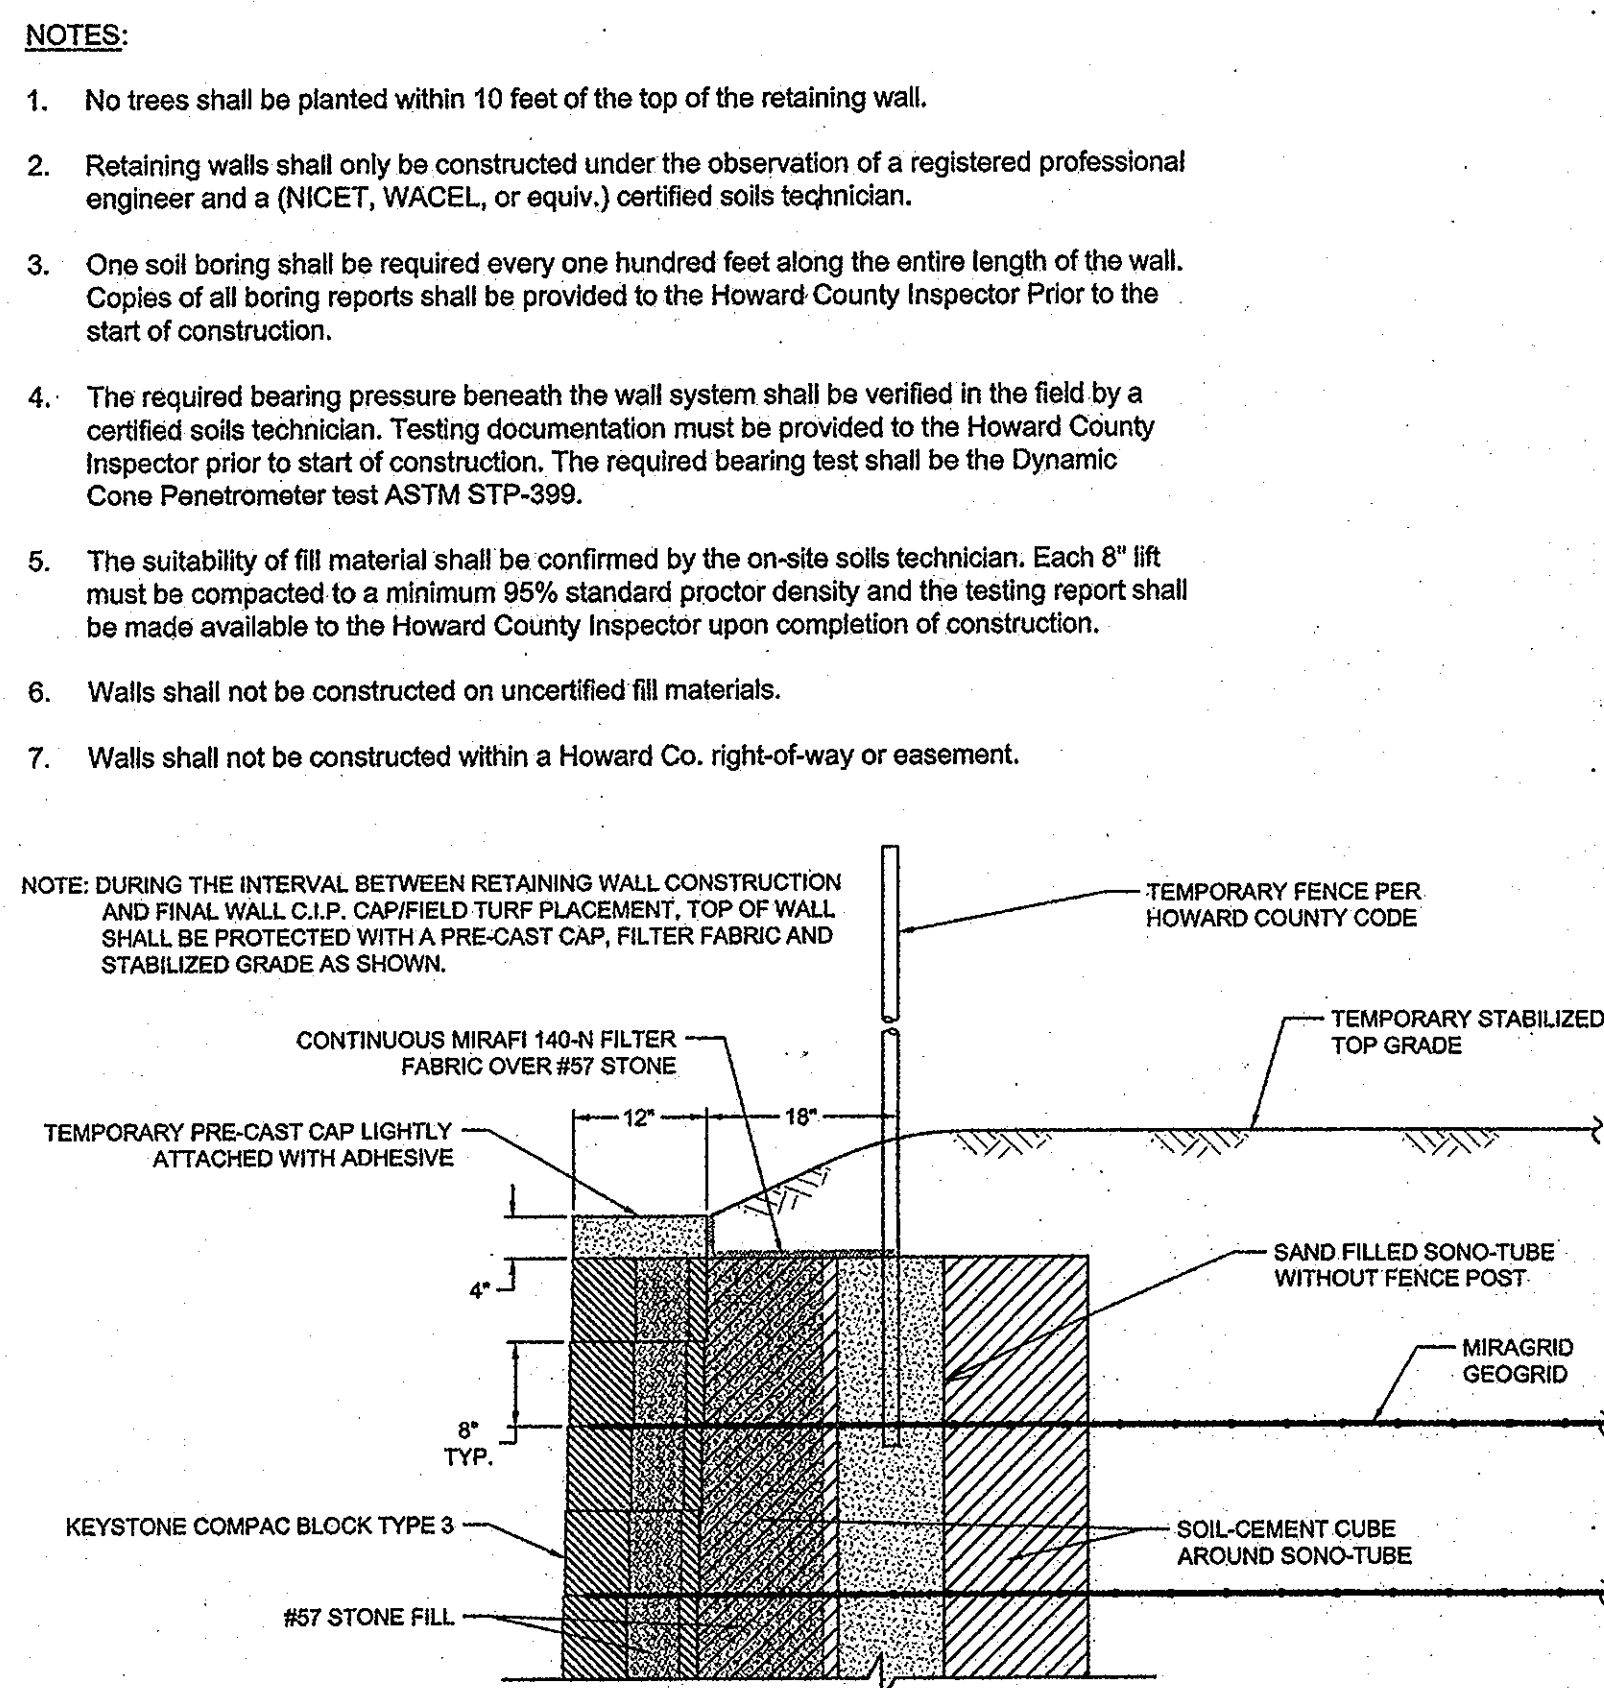 NOTES:
1. No trees shall be planted within 10 feet of the top of the retaining wall.
2. Retaining walls shall only be constructed under the observation of a registered professional
engineer and a (NICET, WACEL, or equiv.) certified soils technician.
3. One soil boring shall be required every one hundred feet along the entire length of the wall.
Copies of all boring reports shall be provided to the Howard County Inspector Prior to the
start of construction.
4. The required bearing pressure beneath the wall system shall be verified in the field by a
certified soils technician. Testing documentation must be provided to the Howard County
Inspector prior to start of construction. The required bearing test shall be the Dynamic
Cone Penetrometer test ASTM STP-399.
5. The suitability of fill material shall be confirmed by the on-site soils technician. Each 8" lift
must be compacted to a minimum 95% standard proctor density and the testing report shall
be made available to the Howard County Inspector upon completion of construction.
6. Walls shall not be constructed on uncertified fill materials.
7. Walls shall not be constructed within a Howard Co. right-of-way or easement.
NOTE: DURING THE INTERVAL BETWEEN RETAINING WALL CONSTRUCTION
AND FINAL WALL C.I.P. CAP/FIELD TURF PLACEMENT, TOP OF WALL
SHALL BE PROTECTED WITH A PRE-CAST CAP, FILTER FABRIC AND
STABILIZED GRADE AS SHOWN.
TEMPORARY FENCE PER
HOWARD COUNTY CODE
TEMPORARY STABILIZED
TOP GRADE
CONTINUOUS MIRAFI 140-N FILTER
FABRIC OVER #57 STONE
12"
18"
TEMPORARY PRE-CAST CAP LIGHTLY
ATTACHED WITH ADHESIVE
SAND FILLED SONO-TUBE
WITHOUT FENCE POST
4"
MIRAGRID
GEOGRID
8"
TYP.
KEYSTONE COMPAC BLOCK TYPE 3
SOIL-CEMENT CUBE
AROUND SONO-TUBE
#57 STONE FILL